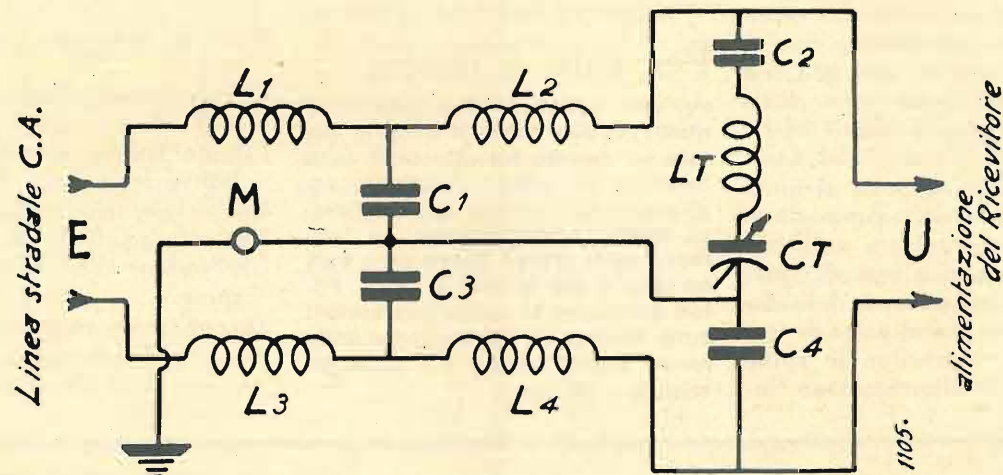 Linea stradale C.A.
E
M
L1
L2
L3
L4
C1
C3
C2
LT
CT
C4
U
alimentazione
del Ricevitore
1105.